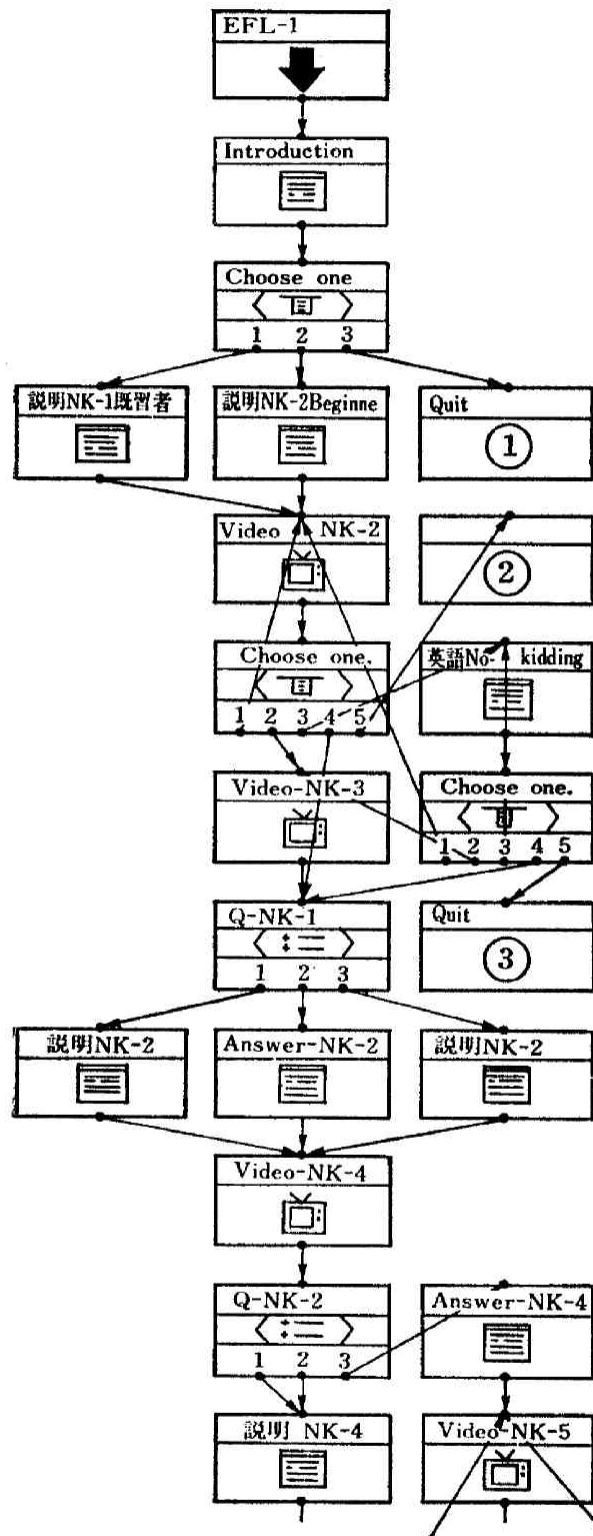 EFL-1
Introduction
Choose one
1 2 3
説明NK-1既習者
説明NK-2Beginne
Quit
1
Video NK-2
2
Choose one.
1 2 3 4 5
英語No- kidding
Video-NK-3
Choose one.
1 2 3 4 5
Q-NK-1
1 2 3
Quit
3
説明NK-2
Answer-NK-2
説明NK-2
Video-NK-4
Q-NK-2
1 2 3
Answer-NK-4
説明 NK-4
Video-NK-5